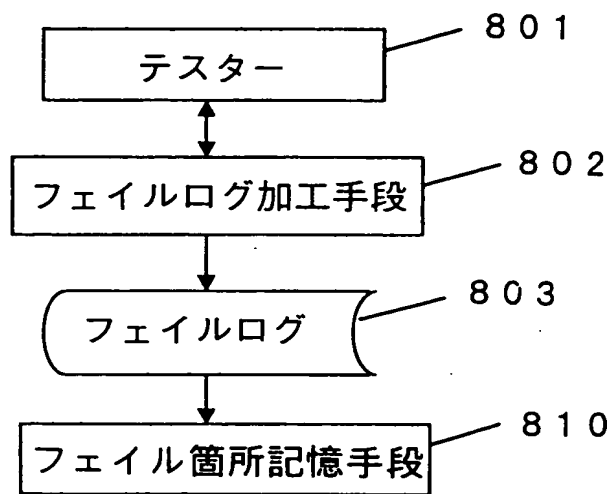 ８０１
テスター
８０２
フェイルログ加工手段
８０３
フェイルログ
８１０
フェイル箇所記憶手段